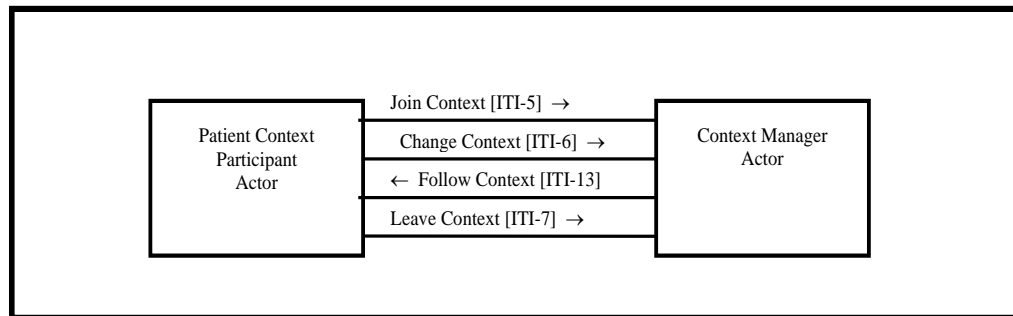 Join Context [ITI-5] →
Patient Context
Participant
Actor
Change Context [ITI-6] →
← Follow Context [ITI-13]
Leave Context [ITI-7] →
Context Manager
Actor